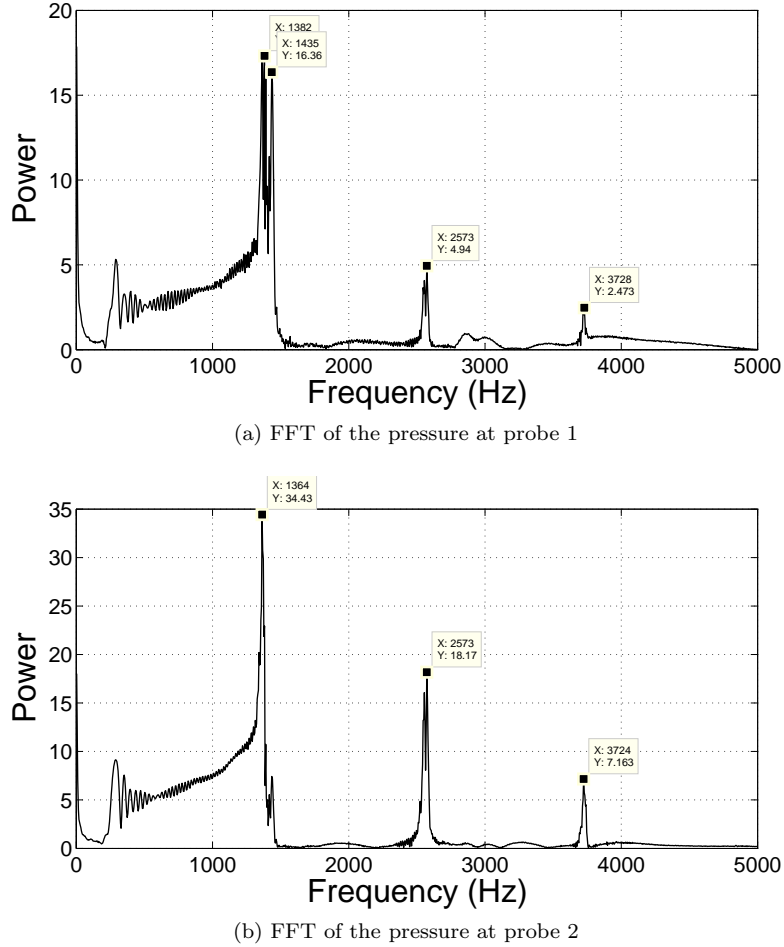 20
15
10
5
0
Power
X: 1382
X: 1435
Y: 16.36
X: 2573
Y: 4.94
X: 3728
Y: 2.473
0 1000 2000 3000 4000 5000
Frequency (Hz)
(a) FFT of the pressure at probe 1
35
30
25
20
15
10
5
0
Power
X: 1364
Y: 34.43
X: 2573
Y: 18.17
X: 3724
Y: 7.163
0 1000 2000 3000 4000 5000
Frequency (Hz)
(b) FFT of the pressure at probe 2